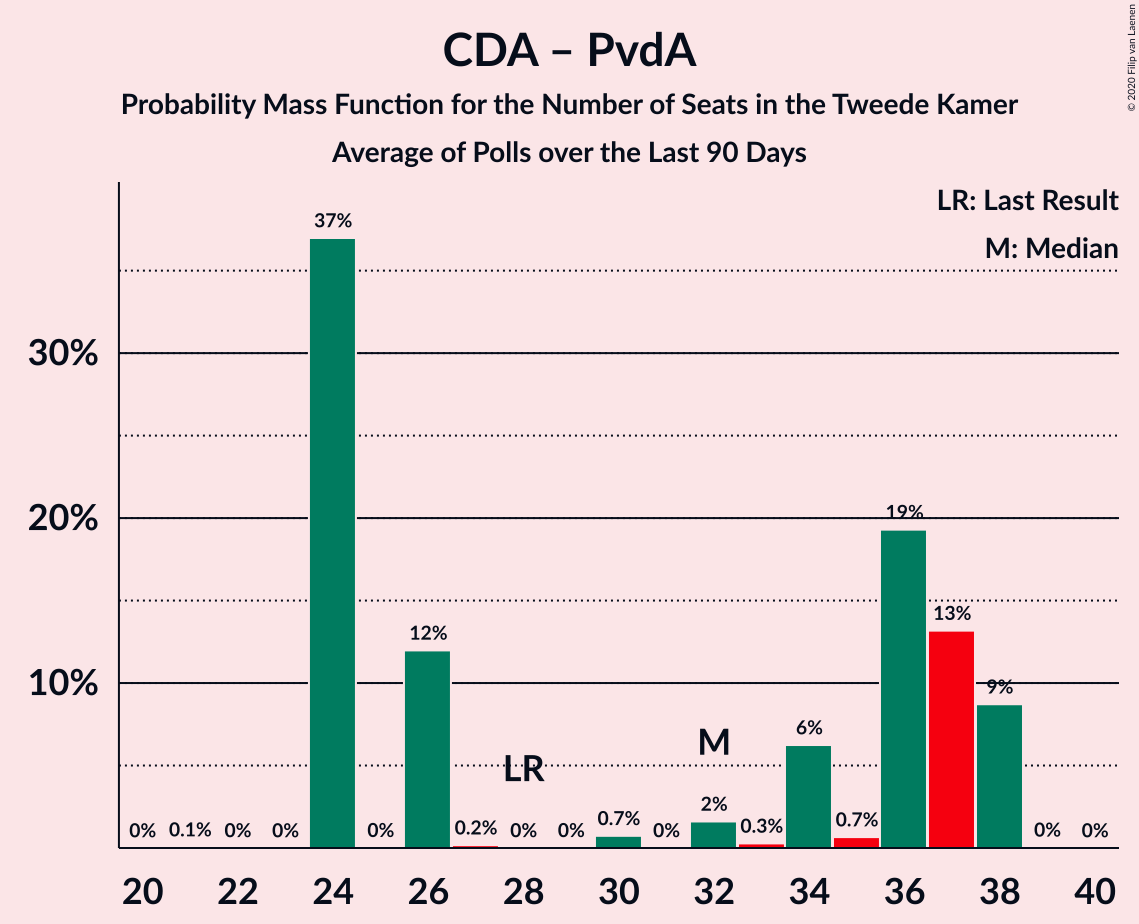 CDA – PvdA
Probability Mass Function for the Number of Seats in the Tweede Kamer
Average of Polls over the Last 90 Days
© 2020 Filip van Laenen
LR: Last Result
M: Median
37%
30%
20%
19%
13%
12%
10%
9%
6%
M
LR
2%
0% 0.1% 0% 0% 0% 0.2% 0% 0% 0.7% 0% 0.3% 0.7% 0% 0%
20 22 24 26 28 30 32 34 36 38 40